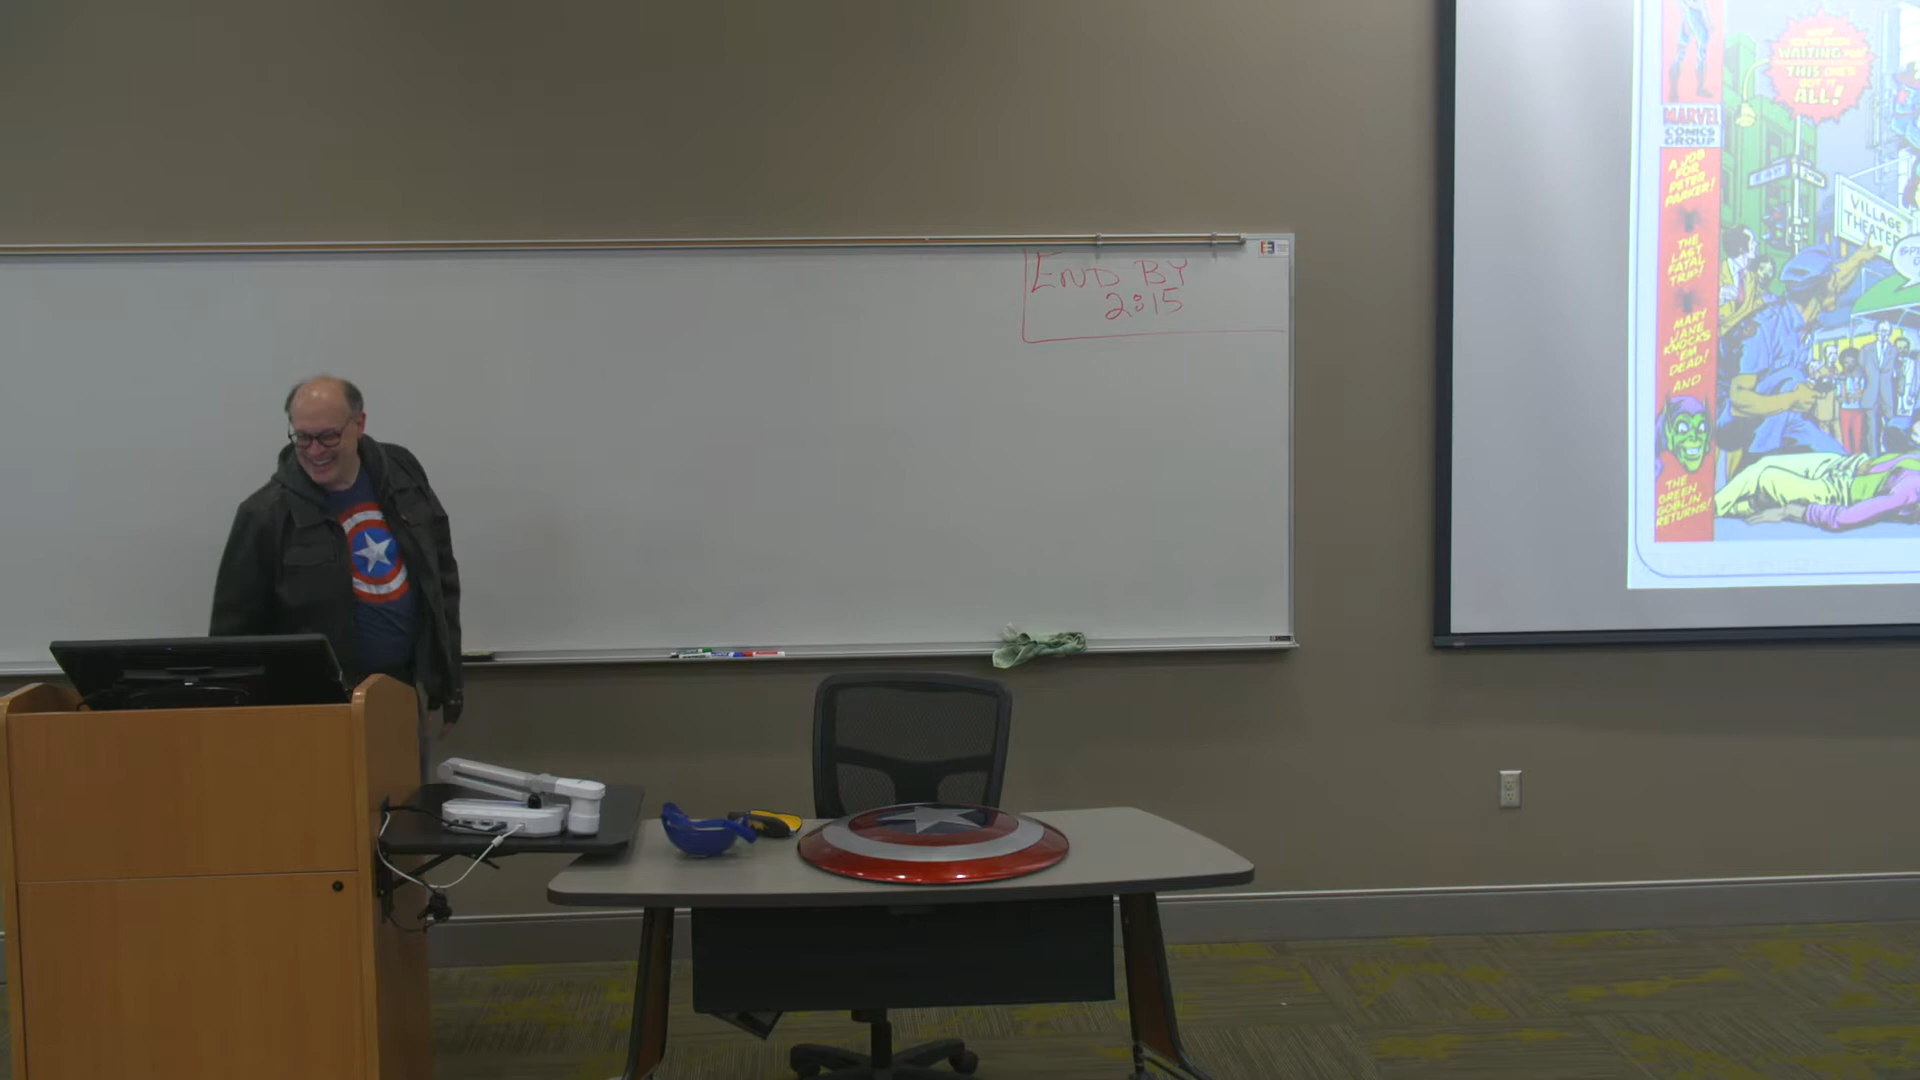 END BY
2:15
WAITING FOR
THIS ONE'S
GOT IT
ALL!
MARVEL
COMICS
GROUP
A JOB
FOR
PETER
PARKER!
THE
LAST
FATAL
TRIP!
MARY
JANE
KNOCKS
'EM
DEAD!
AND
THE
GREEN
GOBLIN
RETURNS!
VILLAGE
THEATER